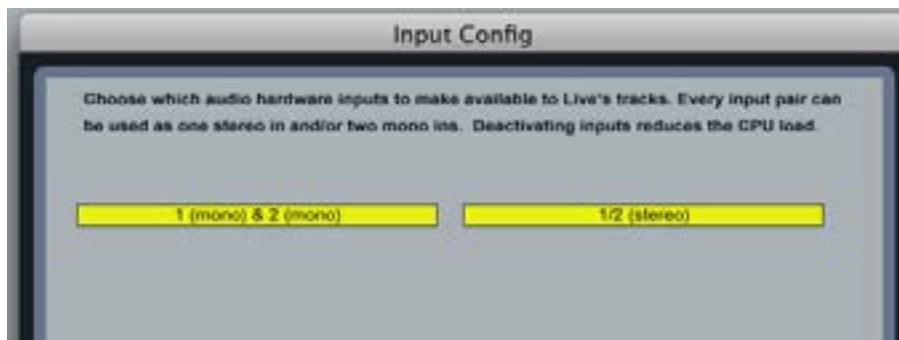 Input Config
Choose which audio hardware inputs to make available to Live's tracks. Every input pair can
be used as one stereo in and/or two mono ins. Deactivating inputs reduces the CPU load.
1 (mono) & 2 (mono)
1/2 (stereo)